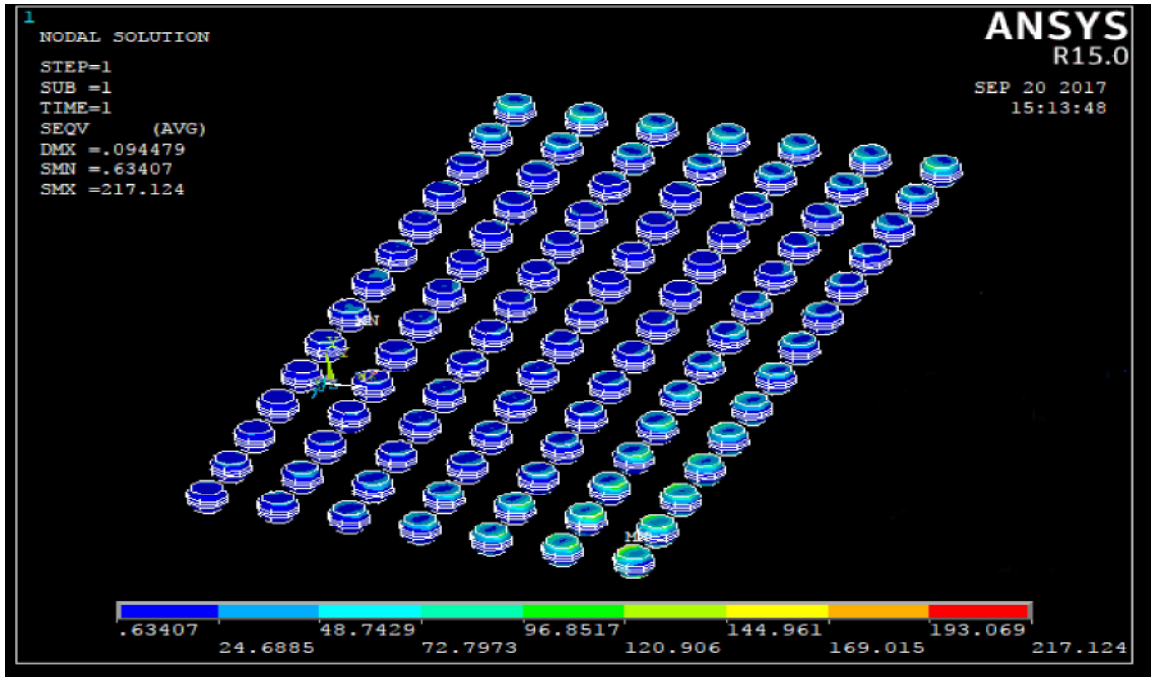 1
NODAL SOLUTION
STEP=1
SUB =1
TIME=1
SEQV (AVG)
DMX =.094479
SMN =.63407
SMX =217.124
ANSYS
R15.0
SEP 20 2017
15:13:48
MN
.63407
24.6885
48.7429
72.7973
96.8517
120.906
144.961
169.015
193.069
217.124